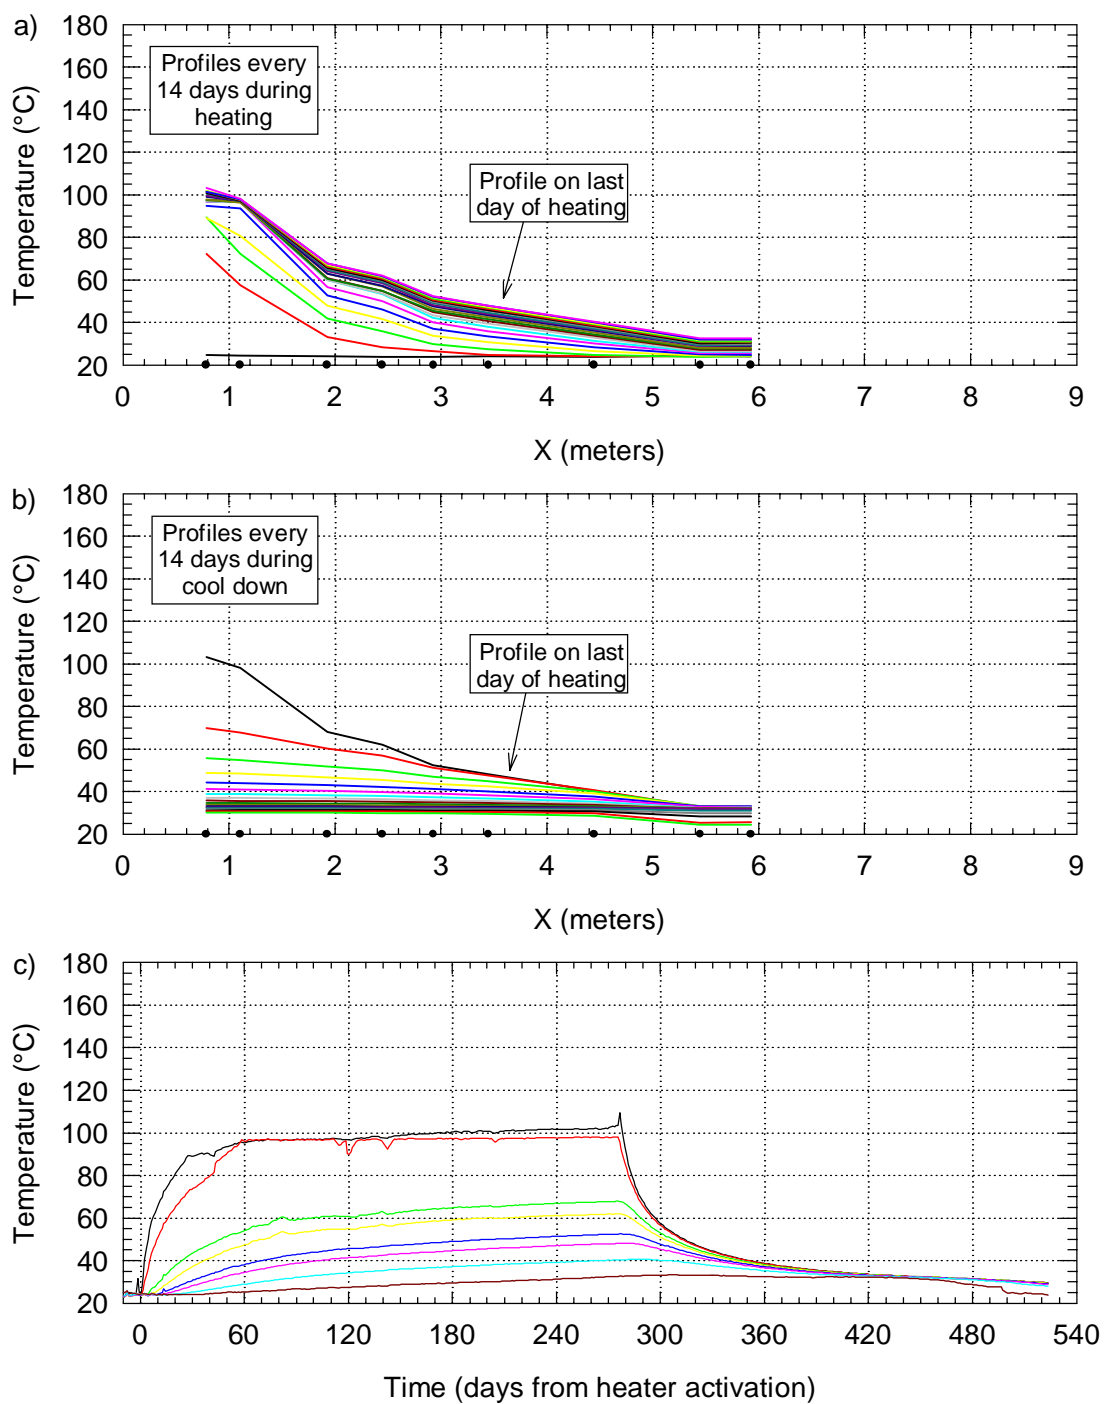 a)
180
160
140
120
100
80
60
40
20
Temperature (°C)
Profiles every
14 days during
heating
Profile on last
day of heating
0 1 2 3 4 5 6 7 8 9
X (meters)
b)
180
160
140
120
100
80
60
40
20
Temperature (°C)
Profiles every
14 days during
cool down
Profile on last
day of heating
0 1 2 3 4 5 6 7 8 9
X (meters)
c)
180
160
140
120
100
80
60
40
20
Temperature (°C)
0 60 120 180 240 300 360 420 480 540
Time (days from heater activation)